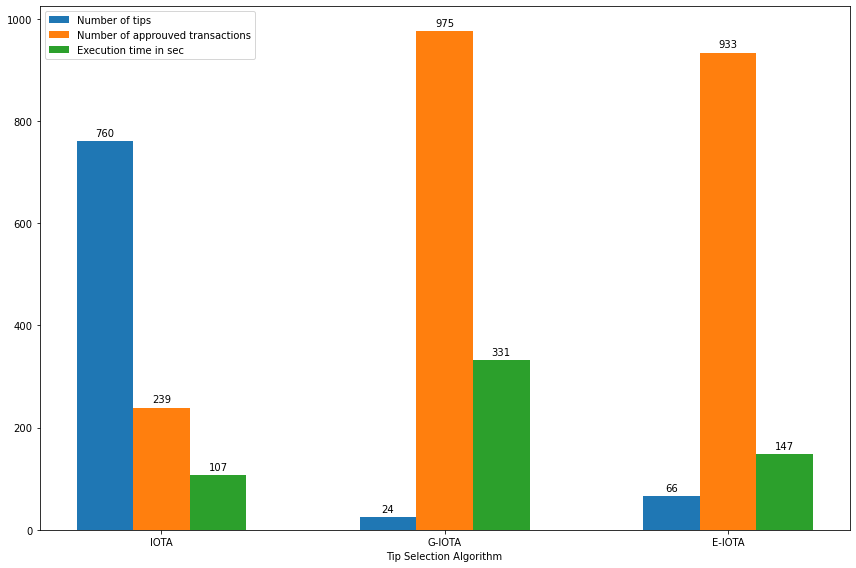 Number of tips
Number of approuved transactions
Execution time in sec
1000
800
600
400
200
0
760
239
107
24
975
331
66
933
147
IOTA
G-IOTA
E-IOTA
Tip Selection Algorithm